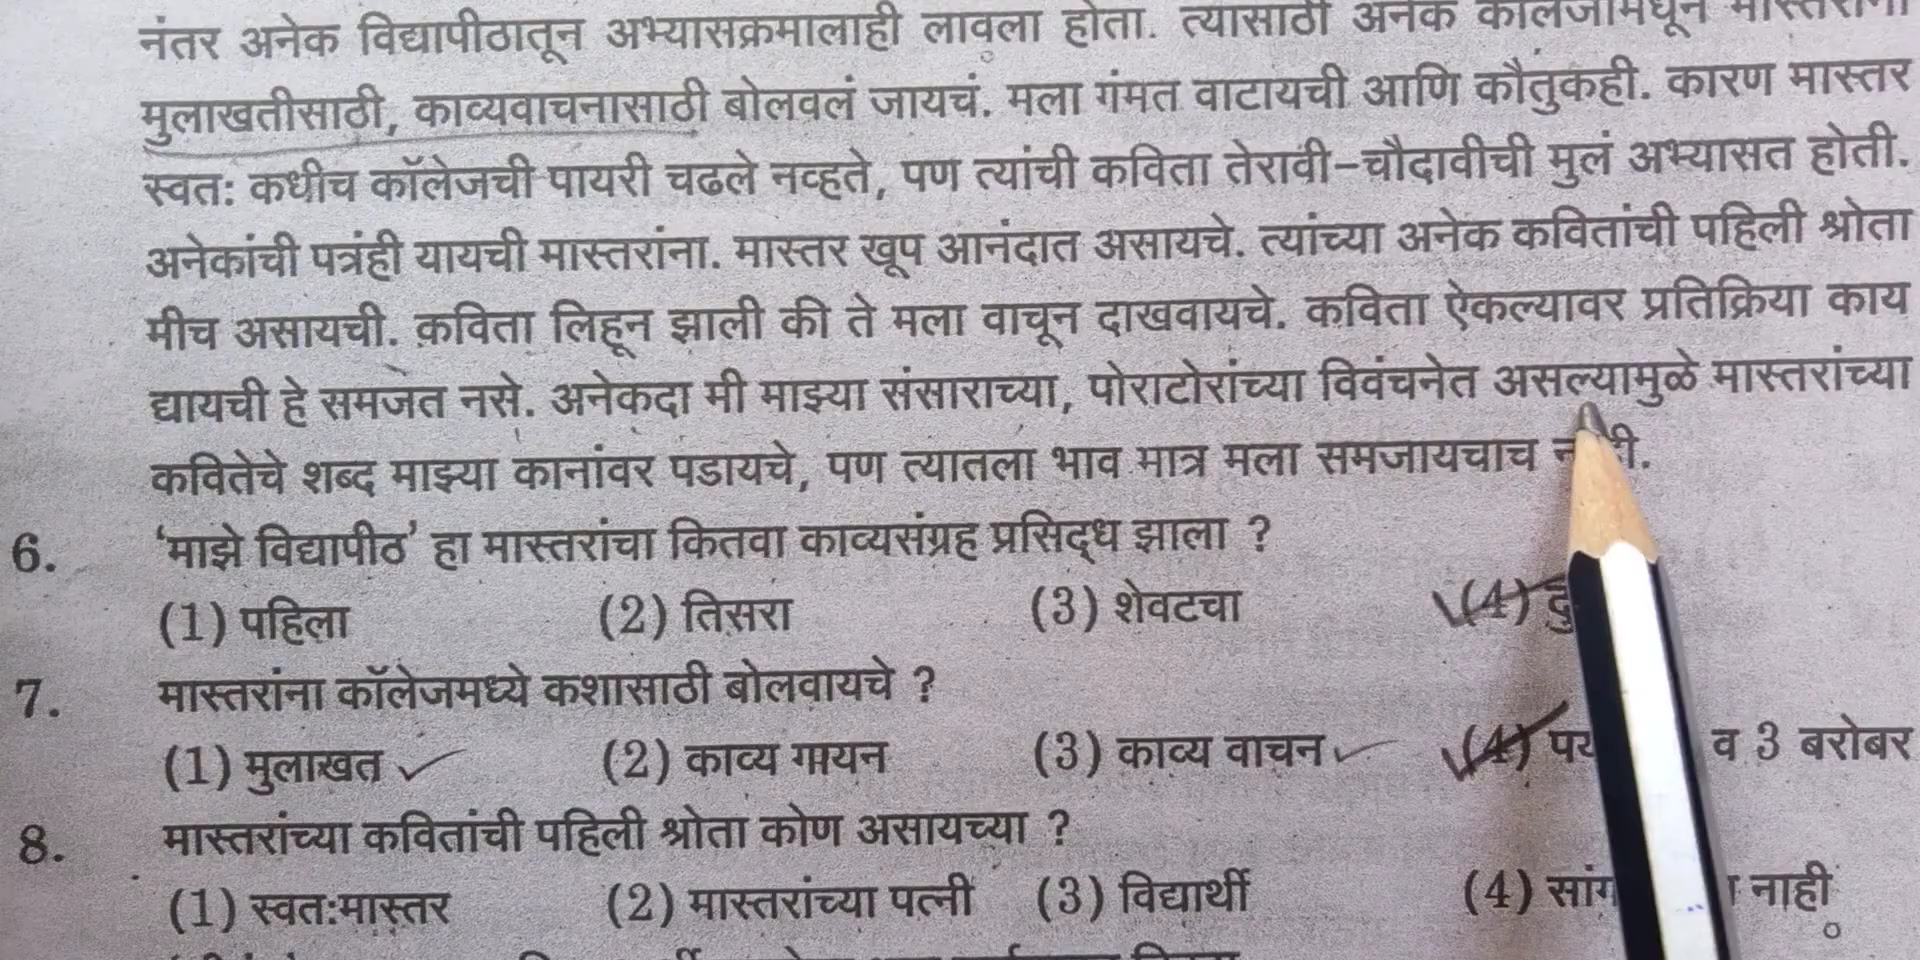 नंतर अनेक विद्यापीठातून अभ्यासक्रमालाही लावला होता. त्यासाठी अनेक कॉलेजामधून मास्तरांना
मुलाखतीसाठी, काव्यवाचनासाठी बोलवलं जायचं. मला गंमत वाटायची आणि कौतुकही. कारण मास्तर
स्वतः कधीच कॉलेजची पायरी चढले नव्हते, पण त्यांची कविता तेरावी-चौदावीची मुलं अभ्यासत होती.
अनेकांची पत्रंही यायची मास्तरांना. मास्तर खूप आनंदात असायचे. त्यांच्या अनेक कवितांची पहिली श्रोता
मीच असायची. कविता लिहून झाली की ते मला वाचून दाखवायचे. कविता ऐकल्यावर प्रतिक्रिया काय
द्यायची हे समजत नसे. अनेकदा मी माझ्या संसाराच्या, पोराटोरांच्या विवंचनेत असल्यामुळे मास्तरांच्या
कवितेचे शब्द माझ्या कानांवर पडायचे, पण त्यातला भाव मात्र मला समजायचाच
6. 'माझे विद्यापीठ' हा मास्तरांचा कितवा काव्यसंग्रह प्रसिद्ध झाला ?
(1) पहिला (2) तिसरा (3) शेवटचा (4)
7. मास्तरांना कॉलेजमध्ये कशासाठी बोलवायचे ?
(1) मुलाखत (2) काव्य गायन (3) काव्य वाचन (4) व 3 बरोबर
8. मास्तरांच्या कवितांची पहिली श्रोता कोण असायच्या ?
(1) स्वतःमास्तर (2) मास्तरांच्या पत्नी (3) विद्यार्थी (4) नाही